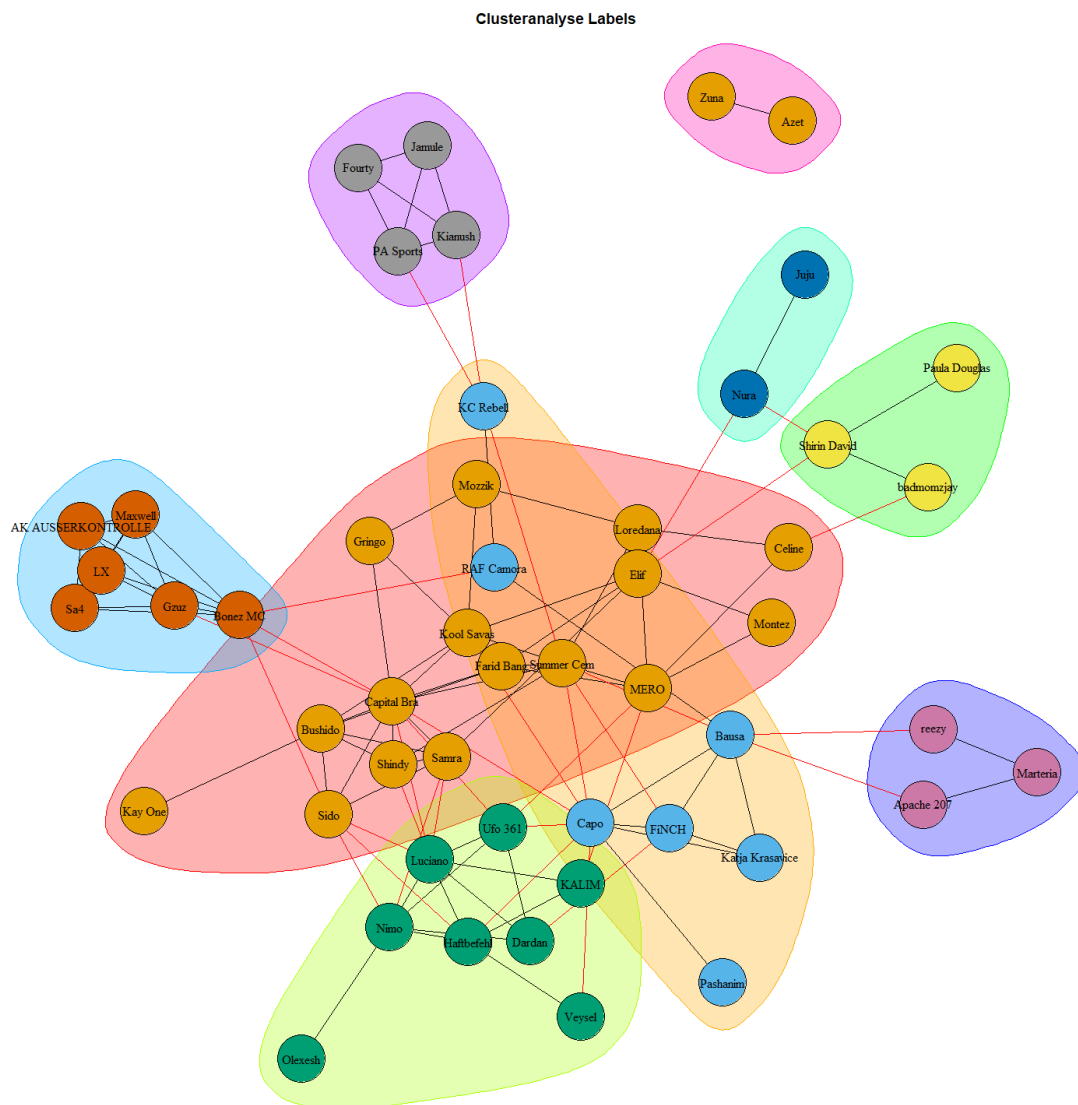 Clusteranalyse Labels
Zuna
Azet
Jamule
Fourty
Kianush
PA Sports
Juju
Paula Douglas
Nura
KC Rebell
Shirin David
Mozzik
badmomzjay
Maxwell
AK AUSSERKONTROLLE
Loredana
Gringo
Celine
RAF Camora
LX
Elif
Sa4
Gzuz
Bonez MC
Montez
Kool Savas
Farid Bang
Summer Cem
MERO
Capital Bra
Bushido
reezy
Bausa
Samra
Shindy
Marteria
Apache 207
Kay One
Sido
Ufo 361
Capo
FiNCH
Luciano
Katja Krasavice
KALIM
Nimo
Haftbefehl
Dardan
Pashanim
Veysel
Olexesh